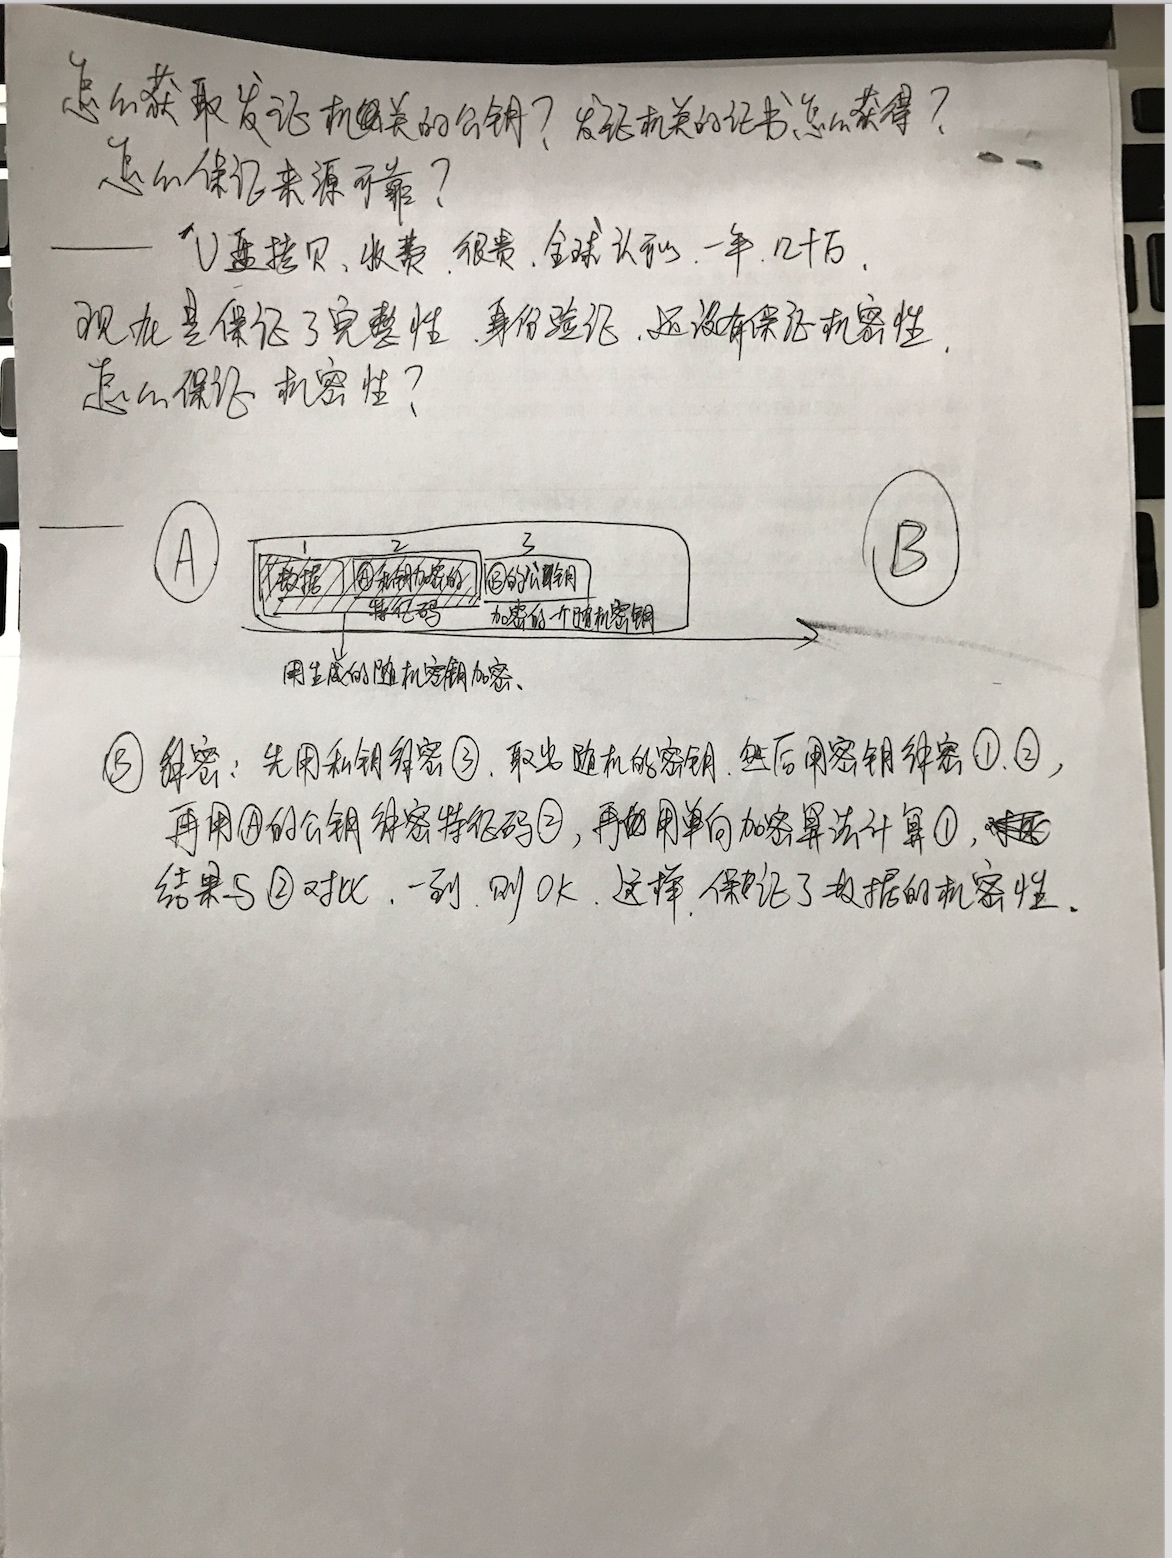 怎么获取发证机关的公钥？发证机关的证书怎么获得？
怎么保证来源可靠？
U盘拷贝、收费、很贵、全球认可、一年、几十万．
现在是保证了完整性、身份验证、还没有保证机密性．
怎么保证机密性？
A
1 2 3
B
数据 Ⓐ私钥加密的 Ⓑ的公钥
特征码 加密的一个随机密钥
用生成的随机密钥加密、
Ⓑ 解密：先用私钥解密③、取出随机的密钥、然后用密钥解密①、②，
再用Ⓐ的公钥解密特征码②，再用单向加密算法计算①，
结果与②对比、一致、则OK、这样、保证了数据的机密性．